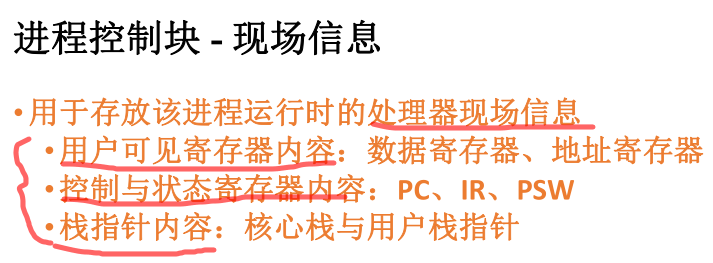 进程控制块 - 现场信息
•用于存放该进程运行时的处理器现场信息
•用户可见寄存器内容：数据寄存器、地址寄存器
•控制与状态寄存器内容：PC、IR、PSW
•栈指针内容：核心栈与用户栈指针